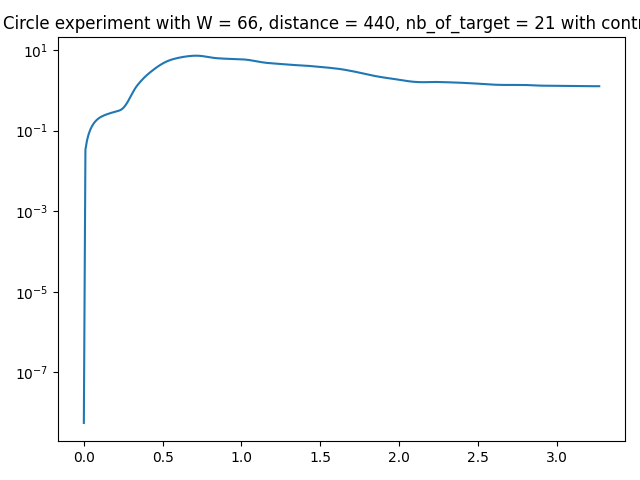 Circle experiment with W = 66, distance = 440, nb_of_target = 21 with contr
10¹
10⁻¹
10⁻³
10⁻⁵
10⁻⁷
0.0 0.5 1.0 1.5 2.0 2.5 3.0